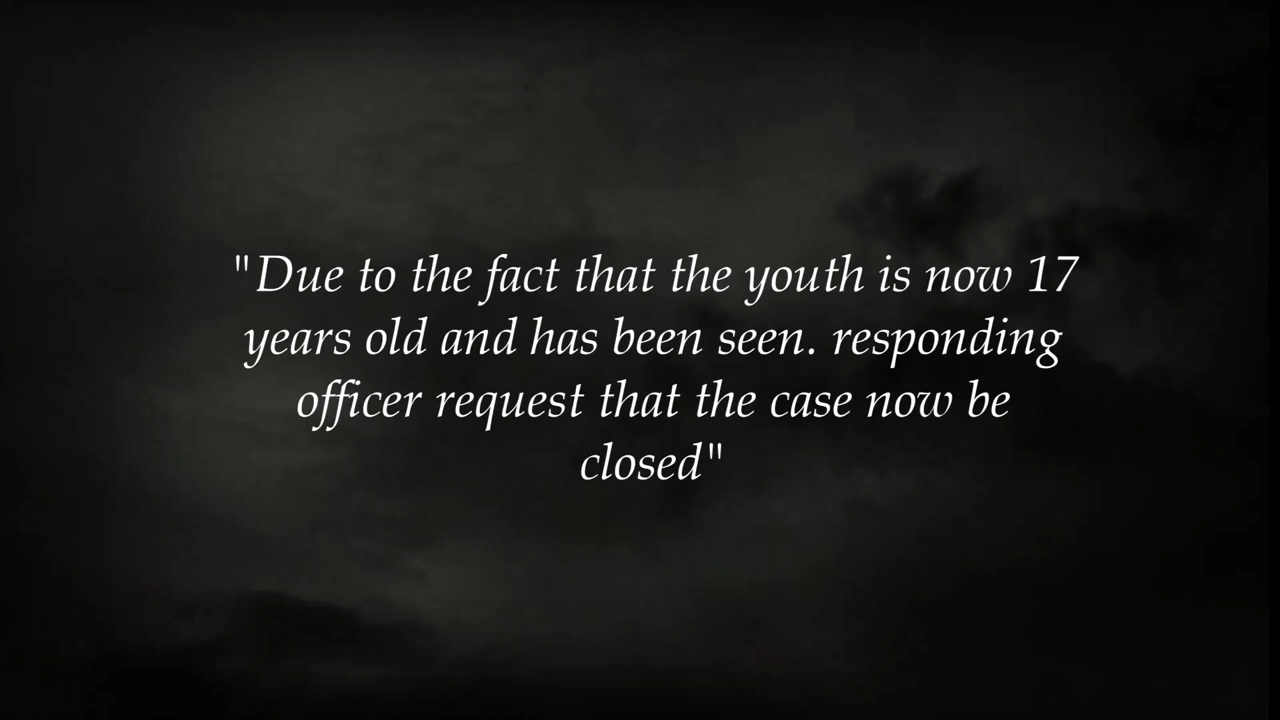 "Due to the fact that the youth is now 17
years old and has been seen. responding
officer request that the case now be
closed"